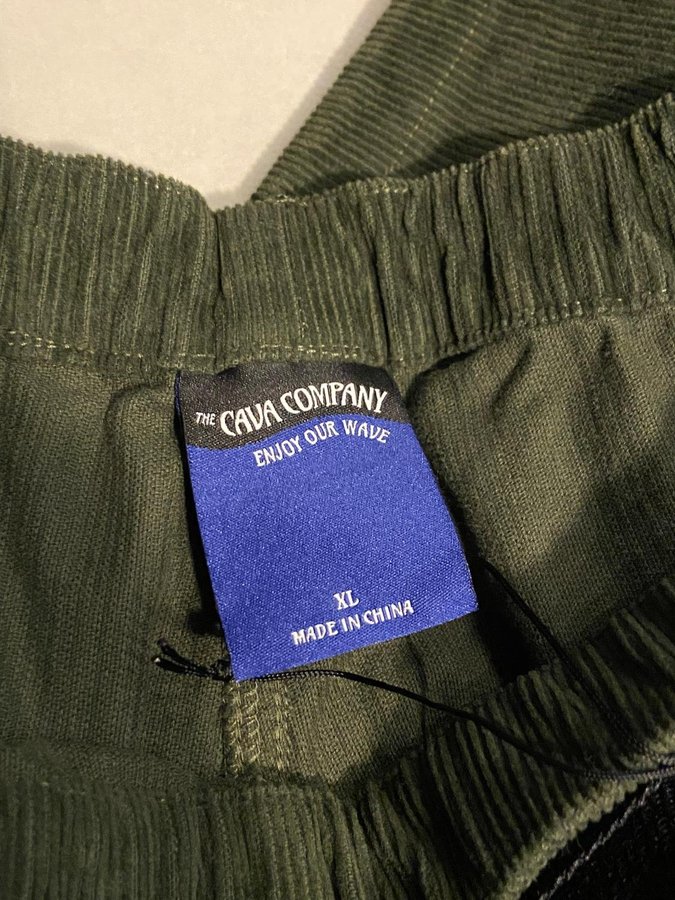 THE CAVA COMPANY
ENJOY OUR WAVE
XL
MADE IN CHINA